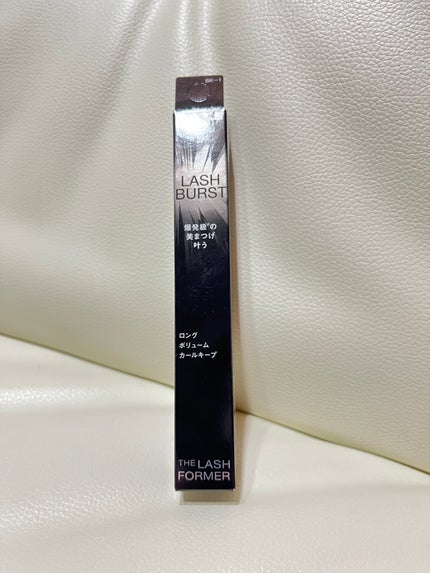 BK-1
LASH
BURST
爆発級*の
美まつげ
叶う
ロング
ボリューム
カールキープ
THE LASH
FORMER